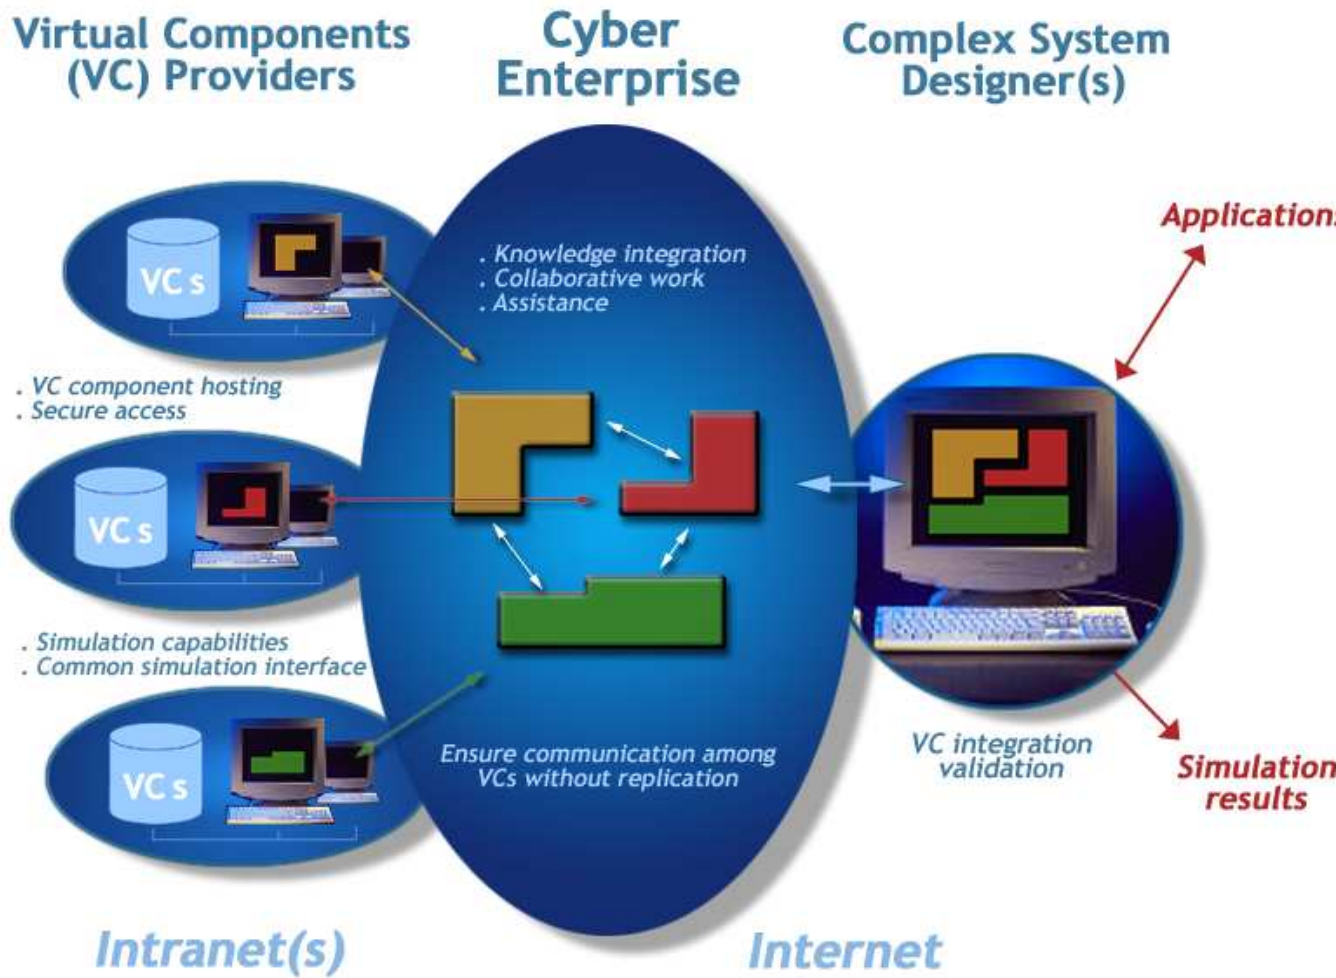 Virtual Components
(VC) Providers
Cyber
Enterprise
Complex System
Designer(s)
Applications
. Knowledge integration
. Collaborative work
. Assistance
VC s
. VC component hosting
. Secure access
VC s
. Simulation capabilities
. Common simulation interface
VC s
Ensure communication among
VCs without replication
VC integration
validation
Simulation
results
Intranet(s)
Internet